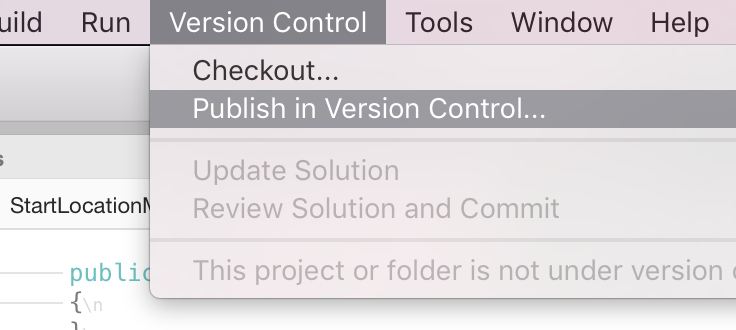 uild Run Version Control Tools Window Help
Checkout...
Publish in Version Control...
s
Update Solution
StartLocationM
Review Solution and Commit
This project or folder is not under version
public
{\n
}